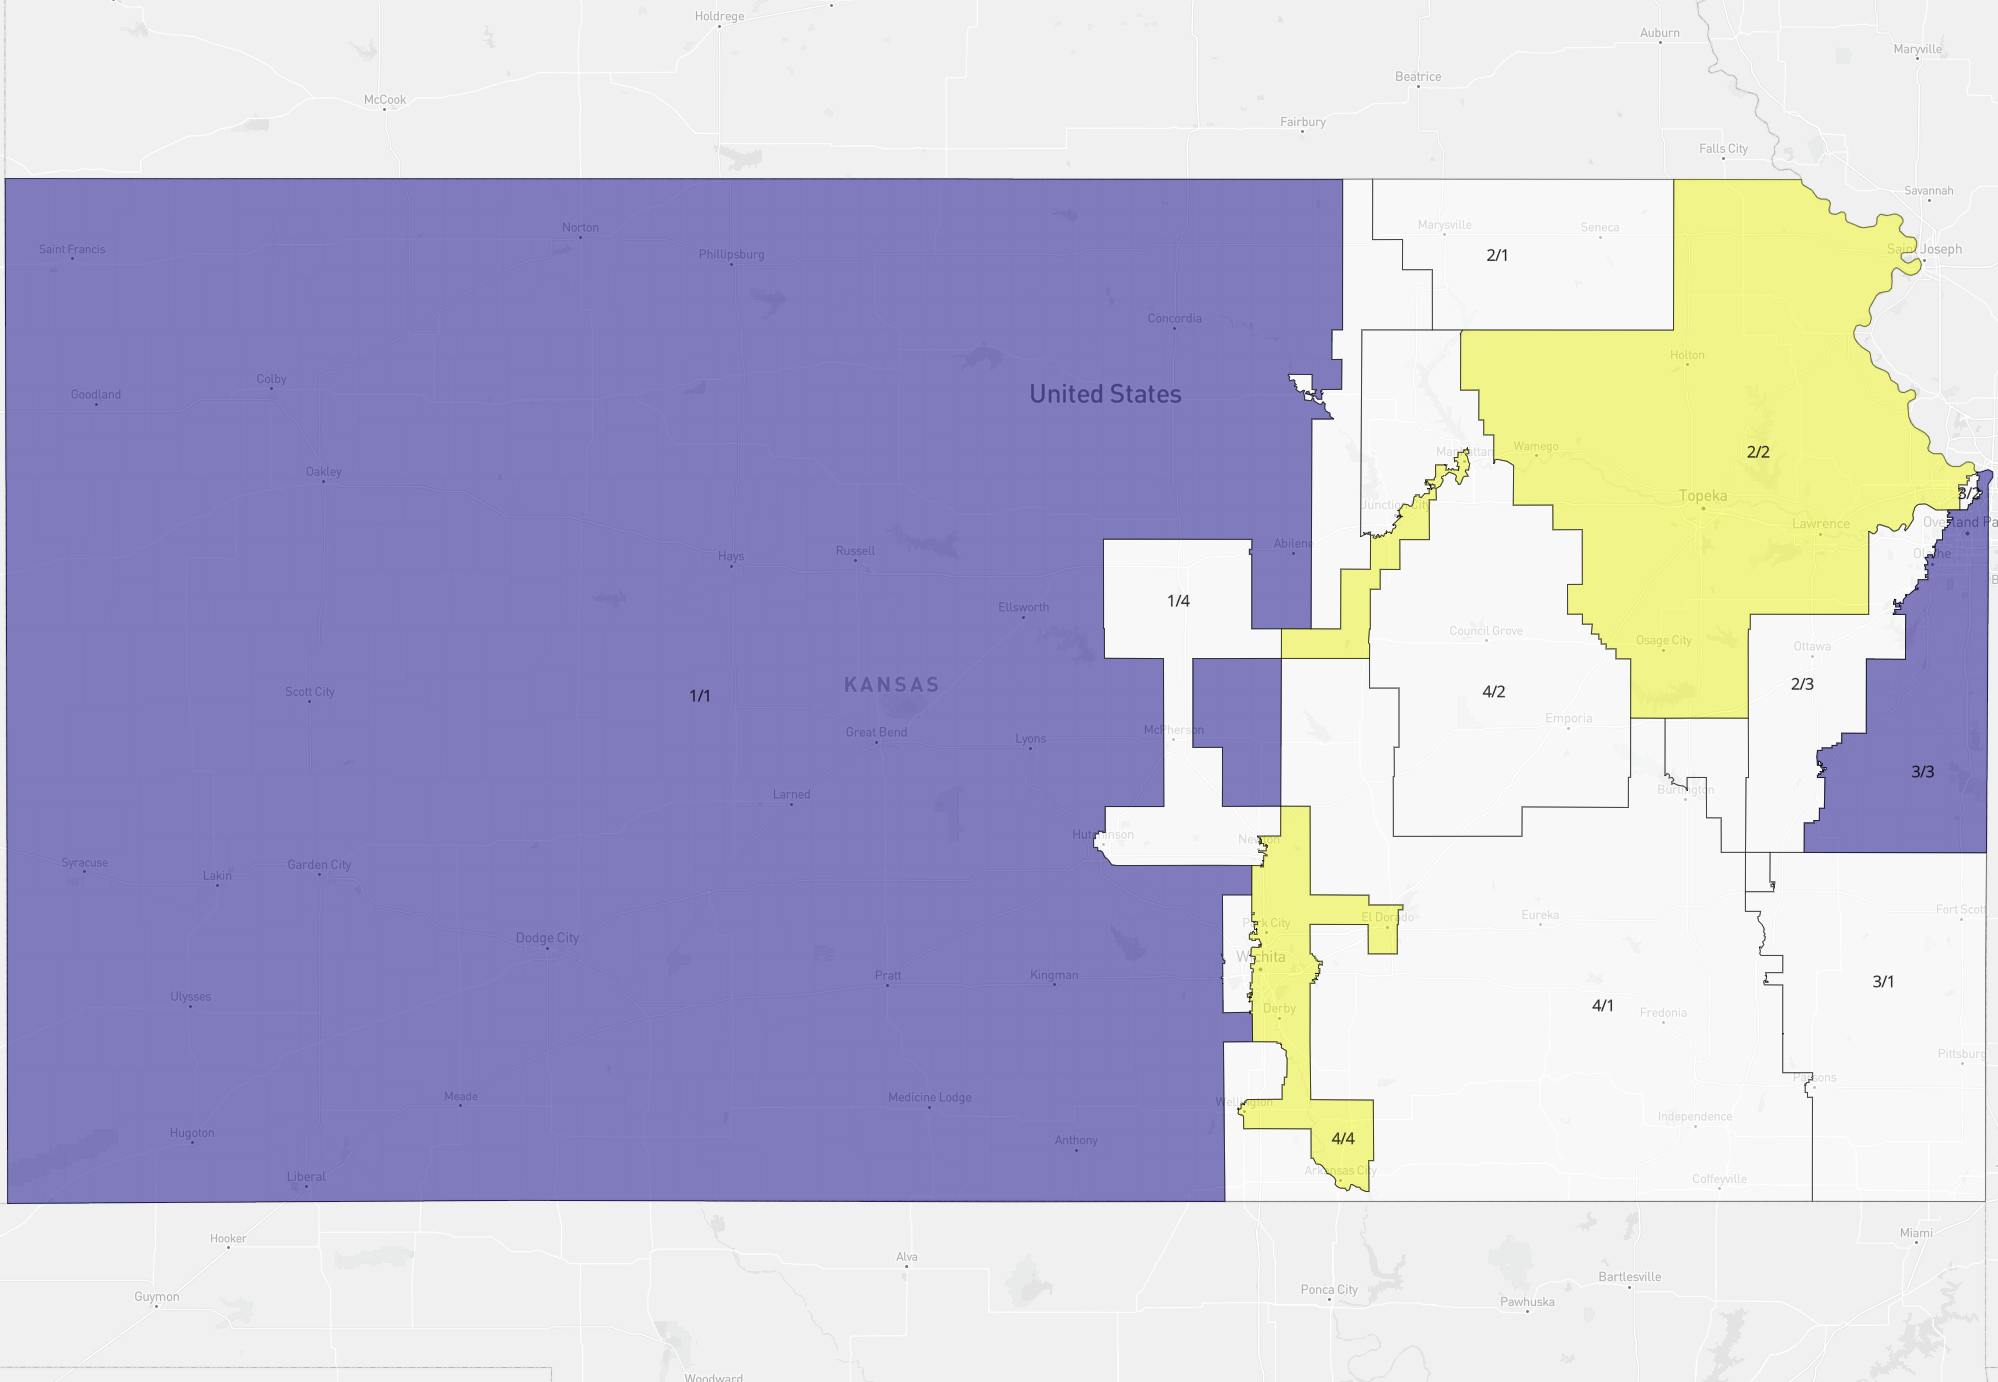 Holdrege
Auburn
Maryville
McCook
Beatrice
Fairbury
Falls City
Savannah
Norton
Marysville
Seneca
Saint Francis
Phillipsburg
2/1
Saint Joseph
Concordia
Holton
Colby
Goodland
United States
Wamego
Manhattan
2/2
Oakley
Topeka
3/2
Junction City
Lawrence
Overland Pa
Hays
Russell
Abilene
Olathe
B
Ellsworth
1/4
Council Grove
Osage City
Ottawa
Scott City
1/1
KANSAS
4/2
2/3
Great Bend
Lyons
McPherson
Emporia
3/3
Larned
Burlington
Hutchinson
Newton
Syracuse
Lakin
Garden City
Dodge City
Park City
El Dorado
Eureka
Fort Scott
Wichita
Pratt
Kingman
3/1
Ulysses
Derby
4/1
Fredonia
Pittsburg
Parsons
Meade
Medicine Lodge
Wellington
Independence
Hugoton
Anthony
4/4
Liberal
Arkansas City
Coffeyville
Hooker
Alva
Miami
Guymon
Ponca City
Bartlesville
Pawhuska
Woodward